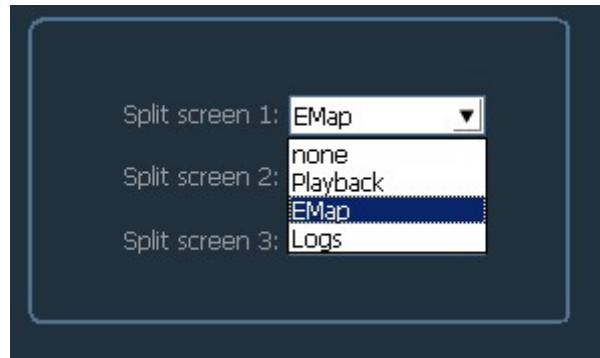 Split screen 1: EMap
none
Split screen 2: Playback
EMap
Split screen 3: Logs